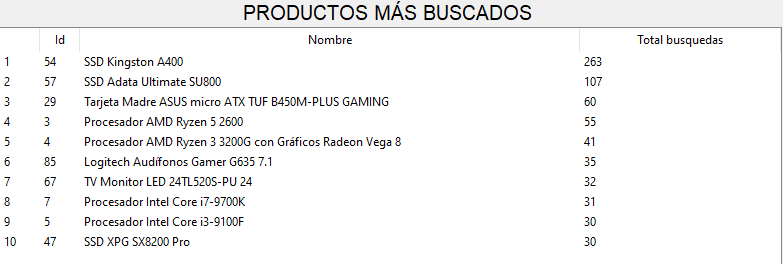 PRODUCTOS MÁS BUSCADOS
Id Nombre Total busquedas
1 54 SSD Kingston A400 263
2 57 SSD Adata Ultimate SU800 107
3 29 Tarjeta Madre ASUS micro ATX TUF B450M-PLUS GAMING 60
4 3 Procesador AMD Ryzen 5 2600 55
5 4 Procesador AMD Ryzen 3 3200G con Gráficos Radeon Vega 8 41
6 85 Logitech Audífonos Gamer G635 7.1 35
7 67 TV Monitor LED 24TL520S-PU 24 32
8 7 Procesador Intel Core i7-9700K 31
9 5 Procesador Intel Core i3-9100F 30
10 47 SSD XPG SX8200 Pro 30